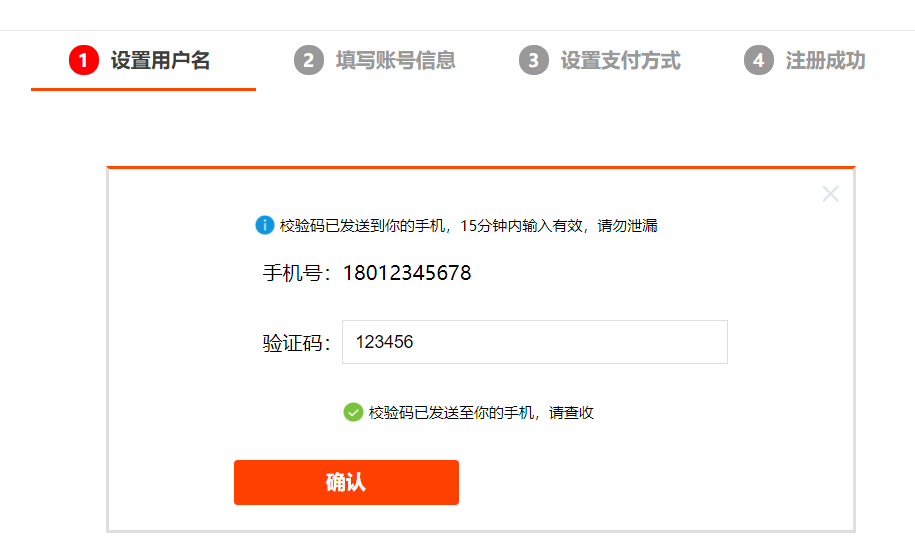 1 设置用户名 2 填写账号信息 3 设置支付方式 4 注册成功
校验码已发送到你的手机，15分钟内输入有效，请勿泄漏
手机号：18012345678
验证码：123456
校验码已发送至你的手机，请查收
确认